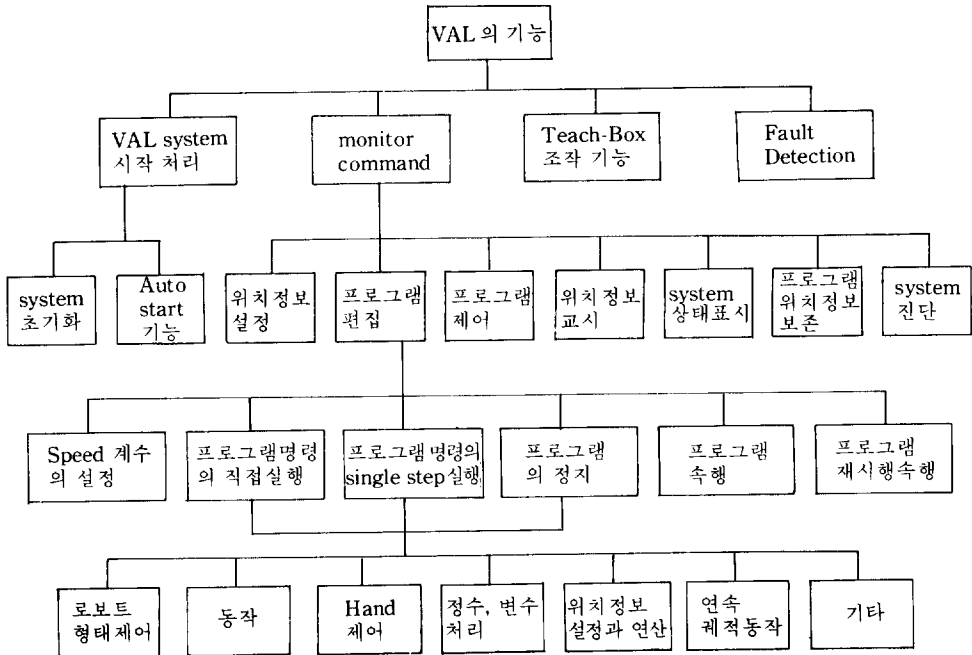 VAL의 기능
VAL system
시작 처리
monitor
command
Teach-Box
조작 기능
Fault
Detection
system
초기화
Auto
start
기능
위치정보
설정
프로그램
편집
프로그램
제어
위치정보
교시
system
상태표시
프로그램
위치정보
보존
system
진단
Speed 계수
의 설정
프로그램명령
의 직접실행
프로그램명령의
single step실행
프로그램
의 정지
프로그램
속행
프로그램
재시행속행
로보트
형태제어
동작
Hand
제어
정수, 변수
처리
위치정보
설정과 연산
연속
궤적동작
기타